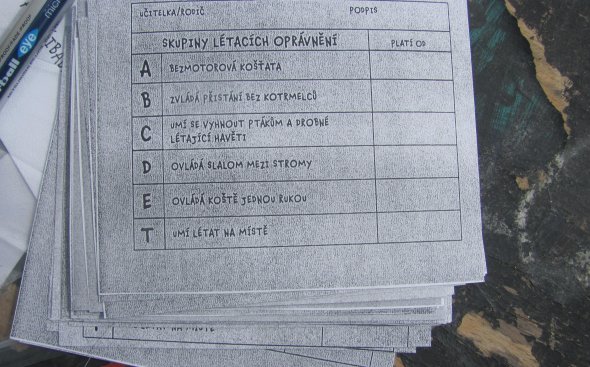 UČITELKA/RODIČ PODPIS
SKUPINY LÉTACÍCH OPRÁVNĚNÍ PLATÍ OD
A BEZMOTOROVÁ KOŠŤATA
B ZVLÁDÁ PŘISTÁNÍ BEZ KOTRMELCŮ
C UMÍ SE VYHNOUT PTÁKŮM A DROBNÉ
LÉTAJÍCÍ HAVĚTI
D OVLÁDÁ SLALOM MEZI STROMY
E OVLÁDÁ KOŠTĚ JEDNOU RUKOU
T UMÍ LÉTAT NA MÍSTĚ
eye